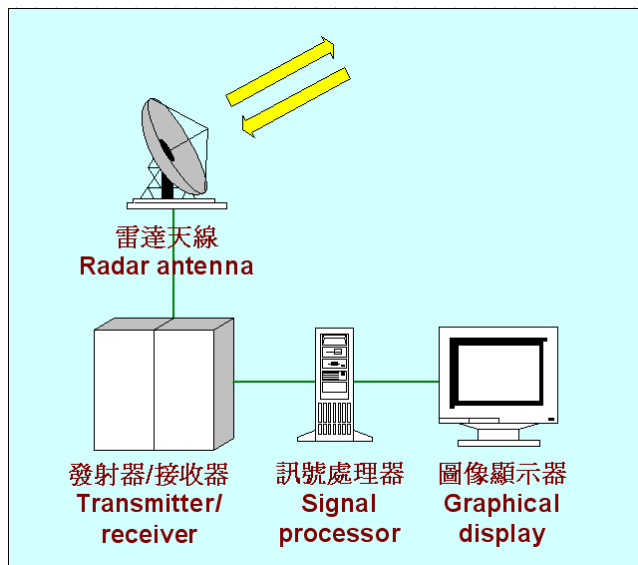 雷達天線
Radar antenna
發射器/接收器
Transmitter/
receiver
訊號處理器
Signal
processor
圖像顯示器
Graphical
display